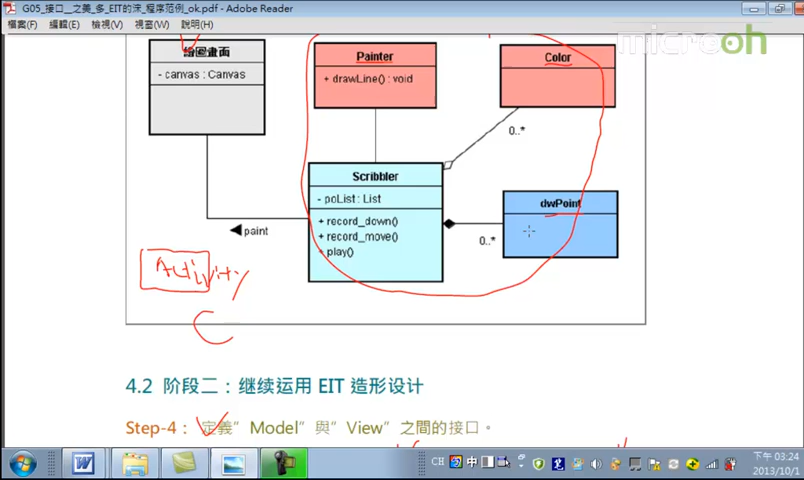 G05_接口__之美_多_EIT的床_程序范例_ok.pdf - Adobe Reader
檔案(F) 編輯(E) 檢視(V) 視窗(W) 說明(H)
microoh
繪圖畫面
- canvas : Canvas
Painter
+ drawLine() : void
Color
0..*
Scribbler
- poList : List
+ record_down()
+ record_move()
+ play()
dwPoint
0..*
paint
Activity
C
4.2 阶段二：继续运用 EIT 造形设计
Step-4： 定義"Model"與"View"之間的接口。
CH
中
下午 03:24
2013/10/1